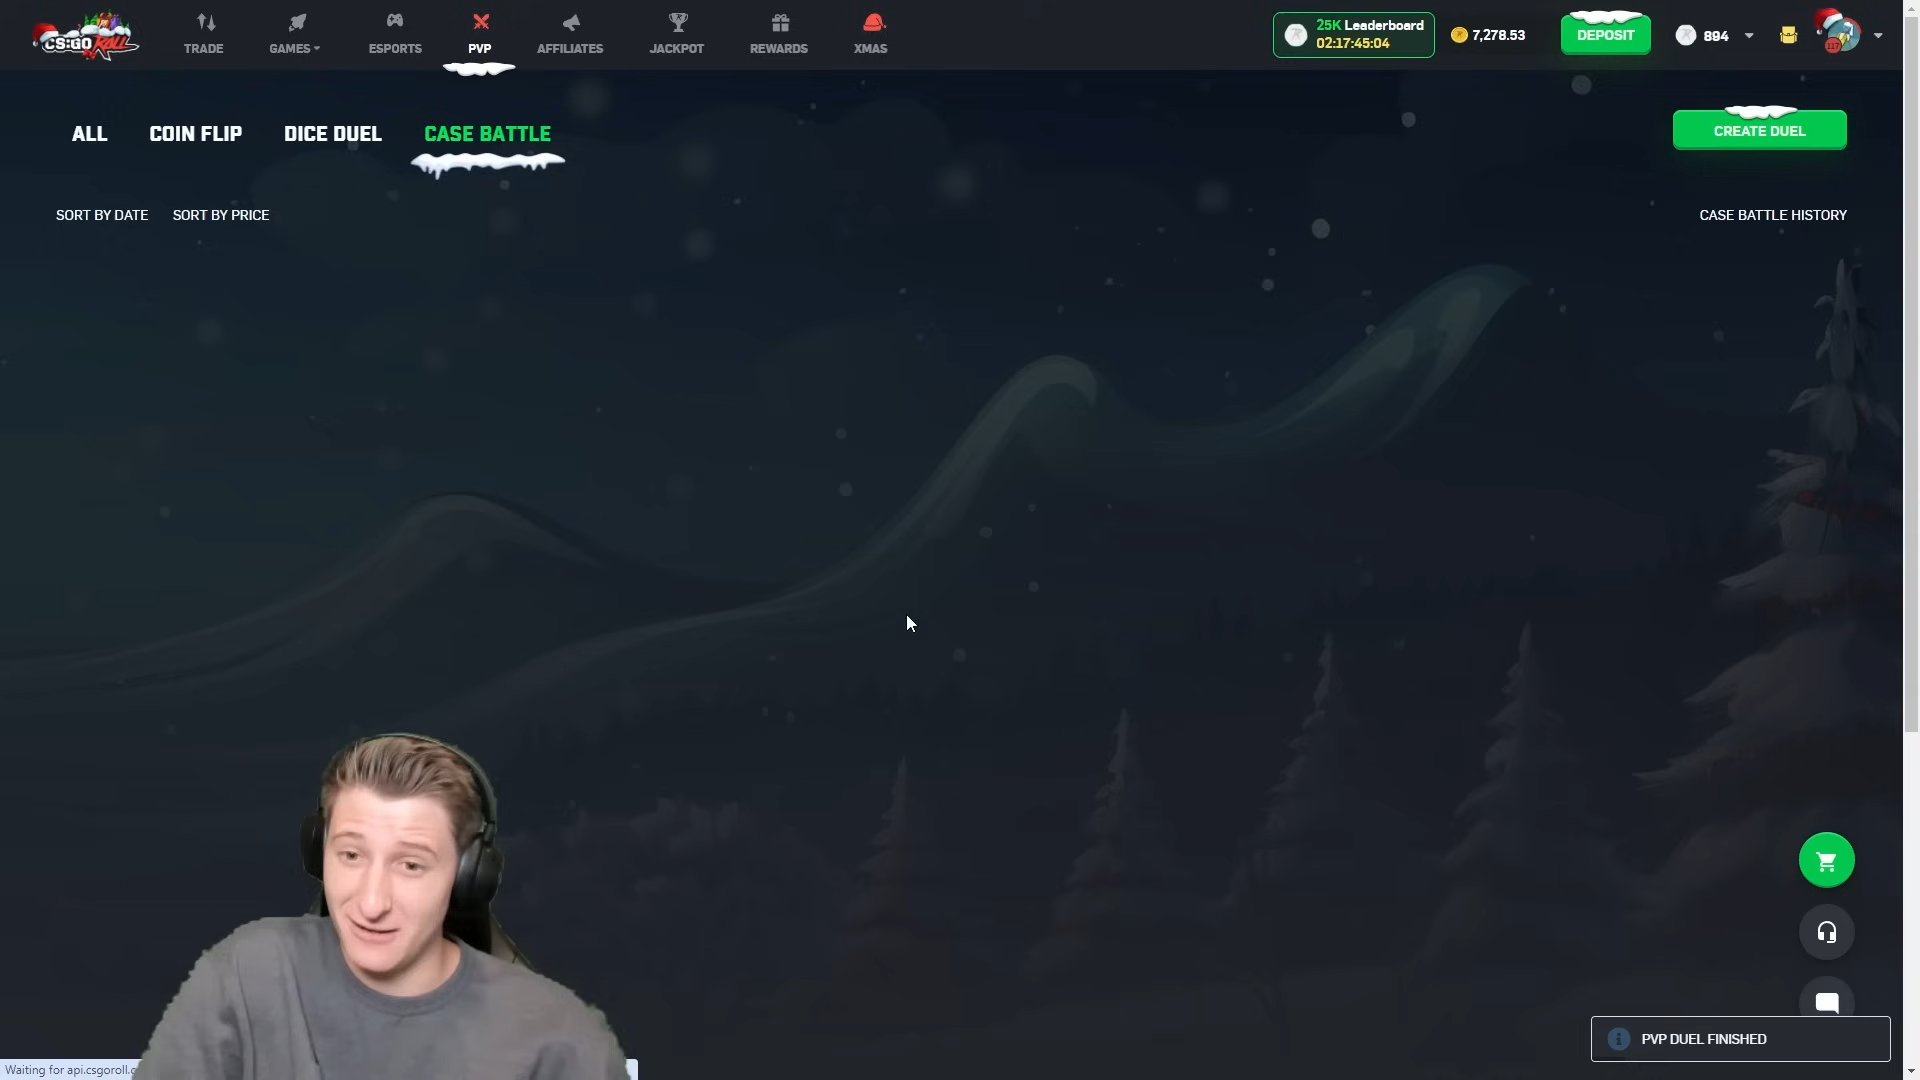 CS:GO ROLL
TRADE
GAMES
ESPORTS
PVP
AFFILIATES
JACKPOT
REWARDS
XMAS
25K Leaderboard
02:17:45:04
7,278.53
DEPOSIT
894
117
ALL
COIN FLIP
DICE DUEL
CASE BATTLE
CREATE DUEL
SORT BY DATE
SORT BY PRICE
CASE BATTLE HISTORY
PVP DUEL FINISHED
Waiting for api.csgoroll.c